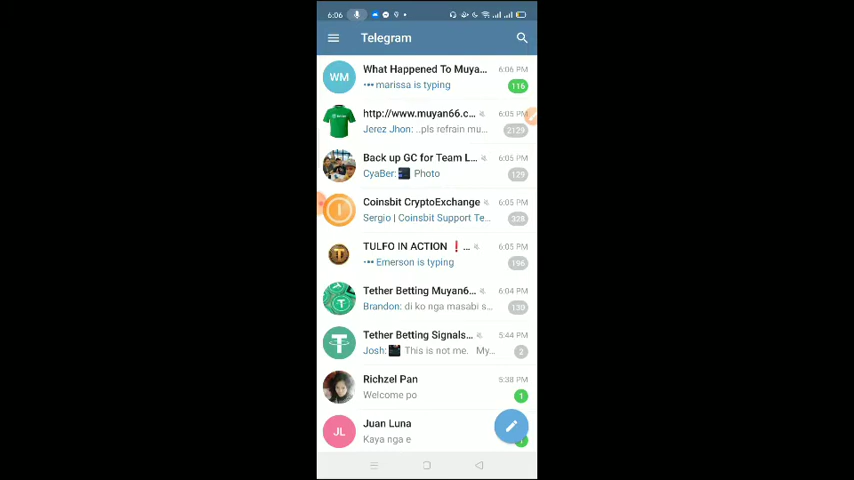 6:06
Telegram
WM
What Happened To Muya... 6:06 PM
marissa is typing 116
http://www.muyan66.c... 6:05 PM
Jerez Jhon: ..pls refrain mu... 2129
Back up GC for Team L... 6:05 PM
CyaBer: Photo 129
Coinsbit CryptoExchange 6:05 PM
Sergio | Coinsbit Support Te... 328
TULFO IN ACTION ❗... 6:05 PM
Emerson is typing 196
Tether Betting Muyan6... 6:04 PM
Brandon: di ko nga masabi s... 130
Tether Betting Signals... 5:44 PM
Josh: This is not me. My... 2
Richzel Pan 5:38 PM
Welcome po 1
JL
Juan Luna
Kaya nga e